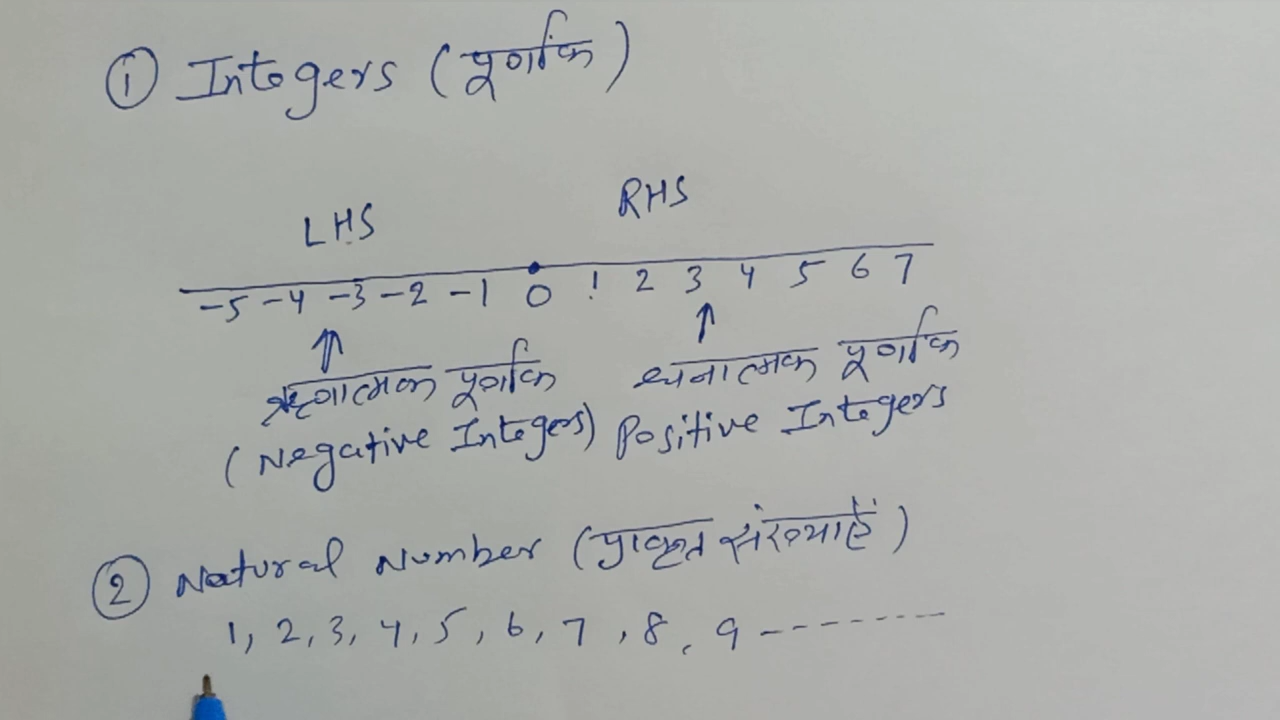 ① Integers (पूर्णांक)
LHS RHS
-5 -4 -3 -2 -1 0 1 2 3 4 5 6 7
ऋणात्मक पूर्णांक धनात्मक पूर्णांक
(Negative Integers) Positive Integers
② Natural Number (प्राकृत संख्याएँ)
1, 2, 3, 4, 5, 6, 7, 8, 9 --------